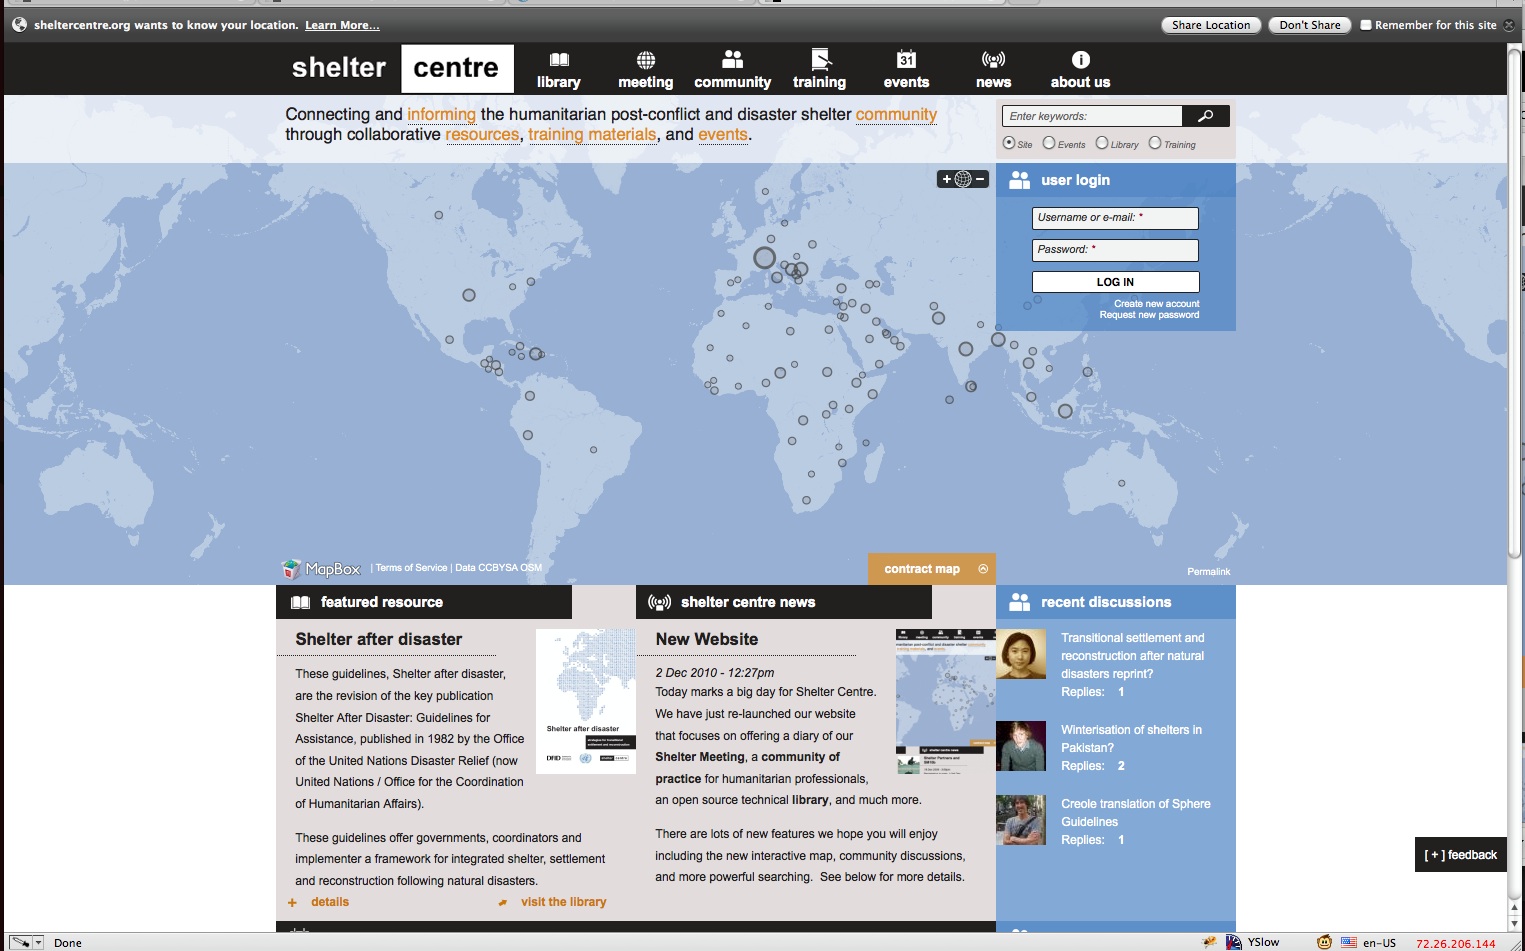 sheltercentre.org wants to know your location. Learn More...
Share Location
Don't Share
Remember for this site
shelter centre
library
meeting
community
training
31
events
news
about us
Connecting and informing the humanitarian post-conflict and disaster shelter community
through collaborative resources, training materials, and events.
Enter keywords:
Site Events Library Training
user login
Username or e-mail: *
Password: *
LOG IN
Create new account
Request new password
MapBox | Terms of Service | Data CCBYSA OSM
contract map
Permalink
featured resource
Shelter after disaster
These guidelines, Shelter after disaster,
are the revision of the key publication
Shelter After Disaster: Guidelines for
Assistance, published in 1982 by the Office
of the United Nations Disaster Relief (now
United Nations / Office for the Coordination
of Humanitarian Affairs).
These guidelines offer governments, coordinators and
implementer a framework for integrated shelter, settlement
and reconstruction following natural disasters.
+ details
visit the library
Shelter after disaster
DFID
shelter centre news
New Website
2 Dec 2010 - 12:27pm
Today marks a big day for Shelter Centre.
We have just re-launched our website
that focuses on offering a diary of our
Shelter Meeting, a community of
practice for humanitarian professionals,
an open source technical library, and much more.
There are lots of new features we hope you will enjoy
including the new interactive map, community discussions,
and more powerful searching. See below for more details.
recent discussions
Transitional settlement and
reconstruction after natural
disasters reprint?
Replies: 1
Winterisation of shelters in
Pakistan?
Replies: 2
Creole translation of Sphere
Guidelines
Replies: 1
[ + ] feedback
Done
YSlow
en-US
72.26.206.144